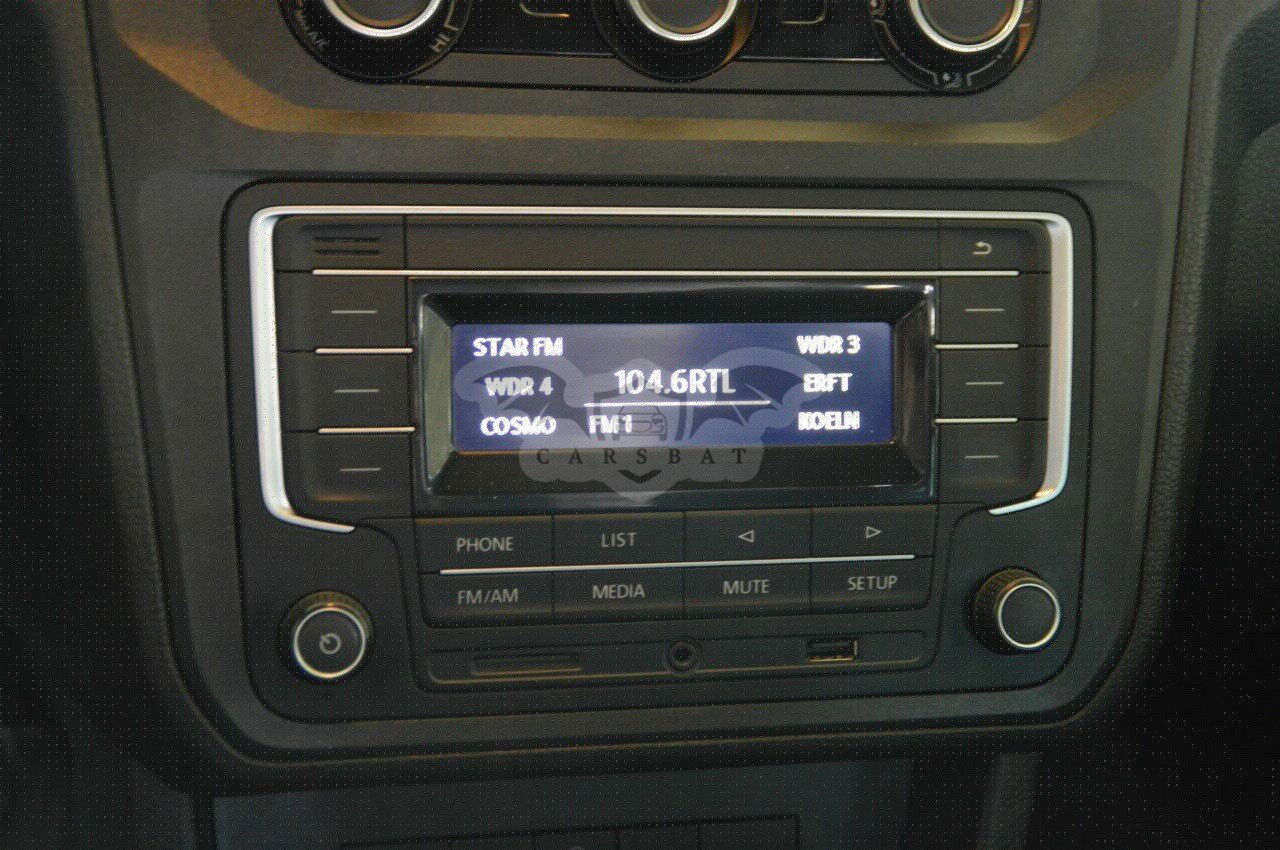 HI
STAR FM
WDR 3
WDR 4
104.6RTL
ERFT
COSMO
FM 1
KOELN
CARSBAT
PHONE
LIST
FM/AM
MEDIA
MUTE
SETUP